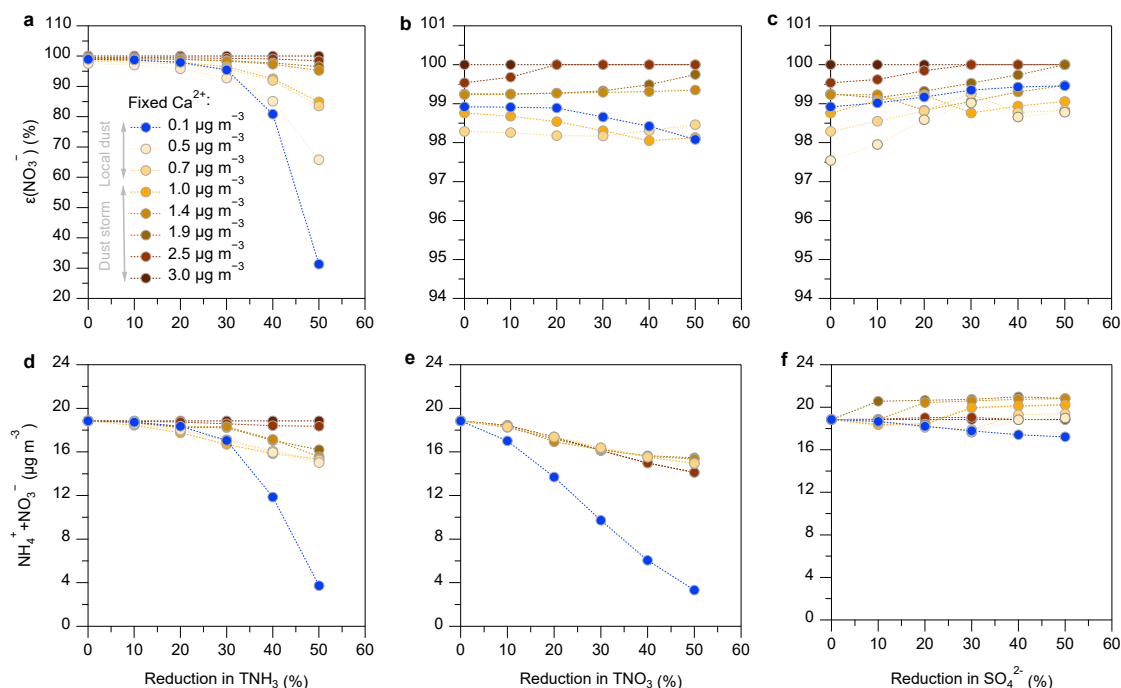 a
b
c
ε(NO₃⁻) (%)
110
100
90
80
70
60
50
40
30
20
Fixed Ca²⁺:
0.1 µg m⁻³
0.5 µg m⁻³
0.7 µg m⁻³
1.0 µg m⁻³
1.4 µg m⁻³
1.9 µg m⁻³
2.5 µg m⁻³
3.0 µg m⁻³
Local dust
Dust storm
0 10 20 30 40 50 60
101
100
99
98
97
96
95
94
0 10 20 30 40 50 60
101
100
99
98
97
96
95
94
0 10 20 30 40 50 60
d
e
f
NH₄⁺+NO₃⁻ (µg m⁻³)
24
20
16
12
8
4
0
0 10 20 30 40 50 60
Reduction in TNH₃ (%)
24
20
16
12
8
4
0
0 10 20 30 40 50 60
Reduction in TNO₃ (%)
24
20
16
12
8
4
0
0 10 20 30 40 50 60
Reduction in SO₄²⁻ (%)